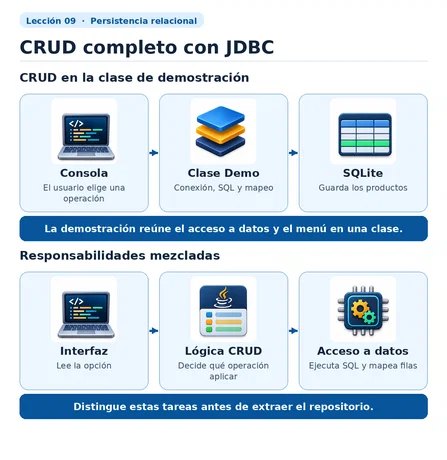 Lección 09 · Persistencia relacional
CRUD completo con JDBC
CRUD en la clase de demostración
</>
Consola
El usuario elige una
operación
Clase Demo
Conexión, SQL y mapeo
SQLite
Guarda los productos
La demostración reúne el acceso a datos y el menú en una clase.
Responsabilidades mezcladas
</>
Interfaz
Lee la opción
Lógica CRUD
Decide qué operación
aplicar
Acceso a datos
Ejecuta SQL y mapea filas
Distingue estas tareas antes de extraer el repositorio.